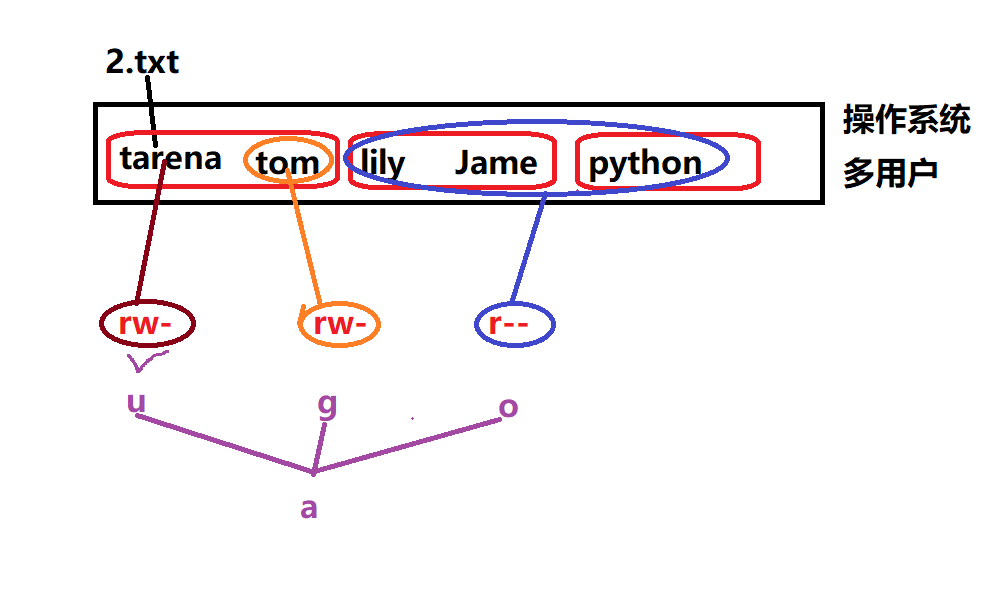 2.txt
操作系统
tarena tom lily Jame python
多用户
rw- rw- r--
u g o
a